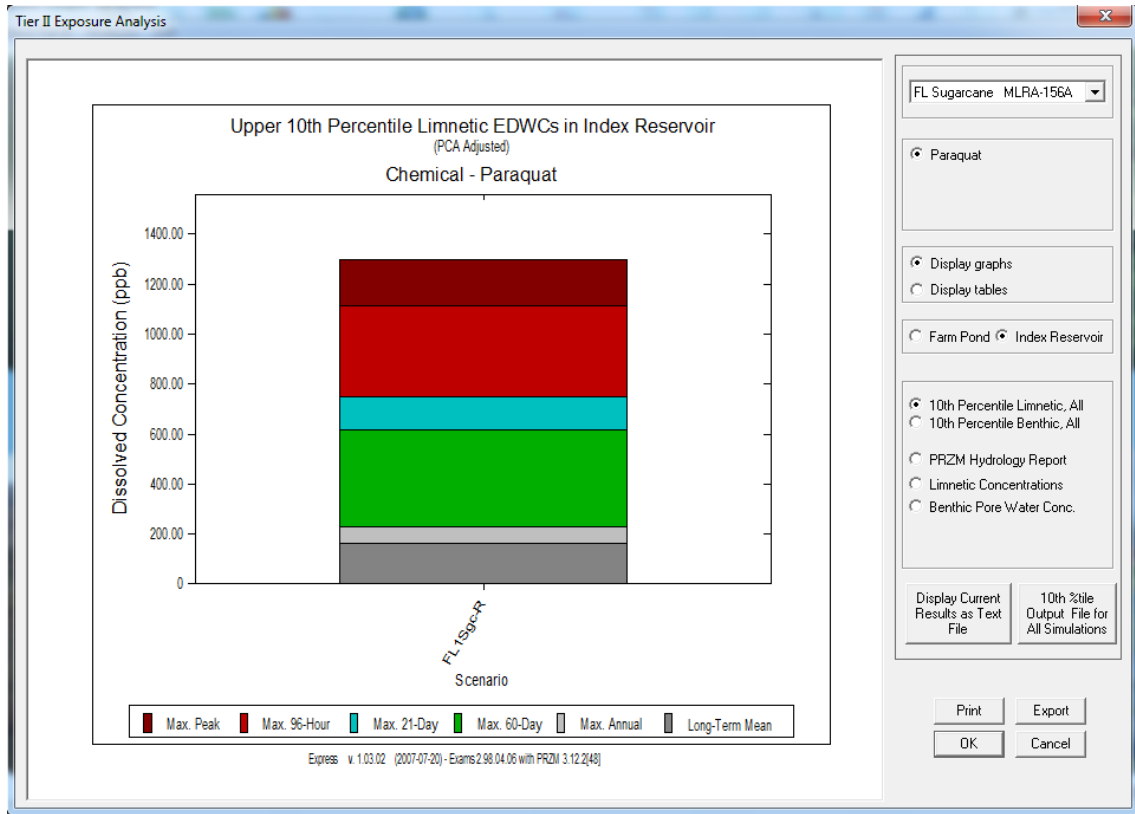 Tier II Exposure Analysis
x
Upper 10th Percentile Limnetic EDWCs in Index Reservoir
(PCA Adjusted)
Chemical - Paraquat
Dissolved Concentration (ppb)
1400.00
1200.00
1000.00
800.00
600.00
400.00
200.00
0
FL1Sgc-R
Scenario
Max. Peak
Max. 96-Hour
Max. 21-Day
Max. 60-Day
Max. Annual
Long-Term Mean
Express v. 1.03.02 (2007-07-20) - Exams2.98.04.06 with PRZM 3.12.2[48]
FL Sugarcane MLRA-156A
Paraquat
Display graphs
Display tables
Farm Pond
Index Reservoir
10th Percentile Limnetic, All
10th Percentile Benthic, All
PRZM Hydrology Report
Limnetic Concentrations
Benthic Pore Water Conc.
Display Current
Results as Text
File
10th %tile
Output File for
All Simulations
Print
Export
OK
Cancel